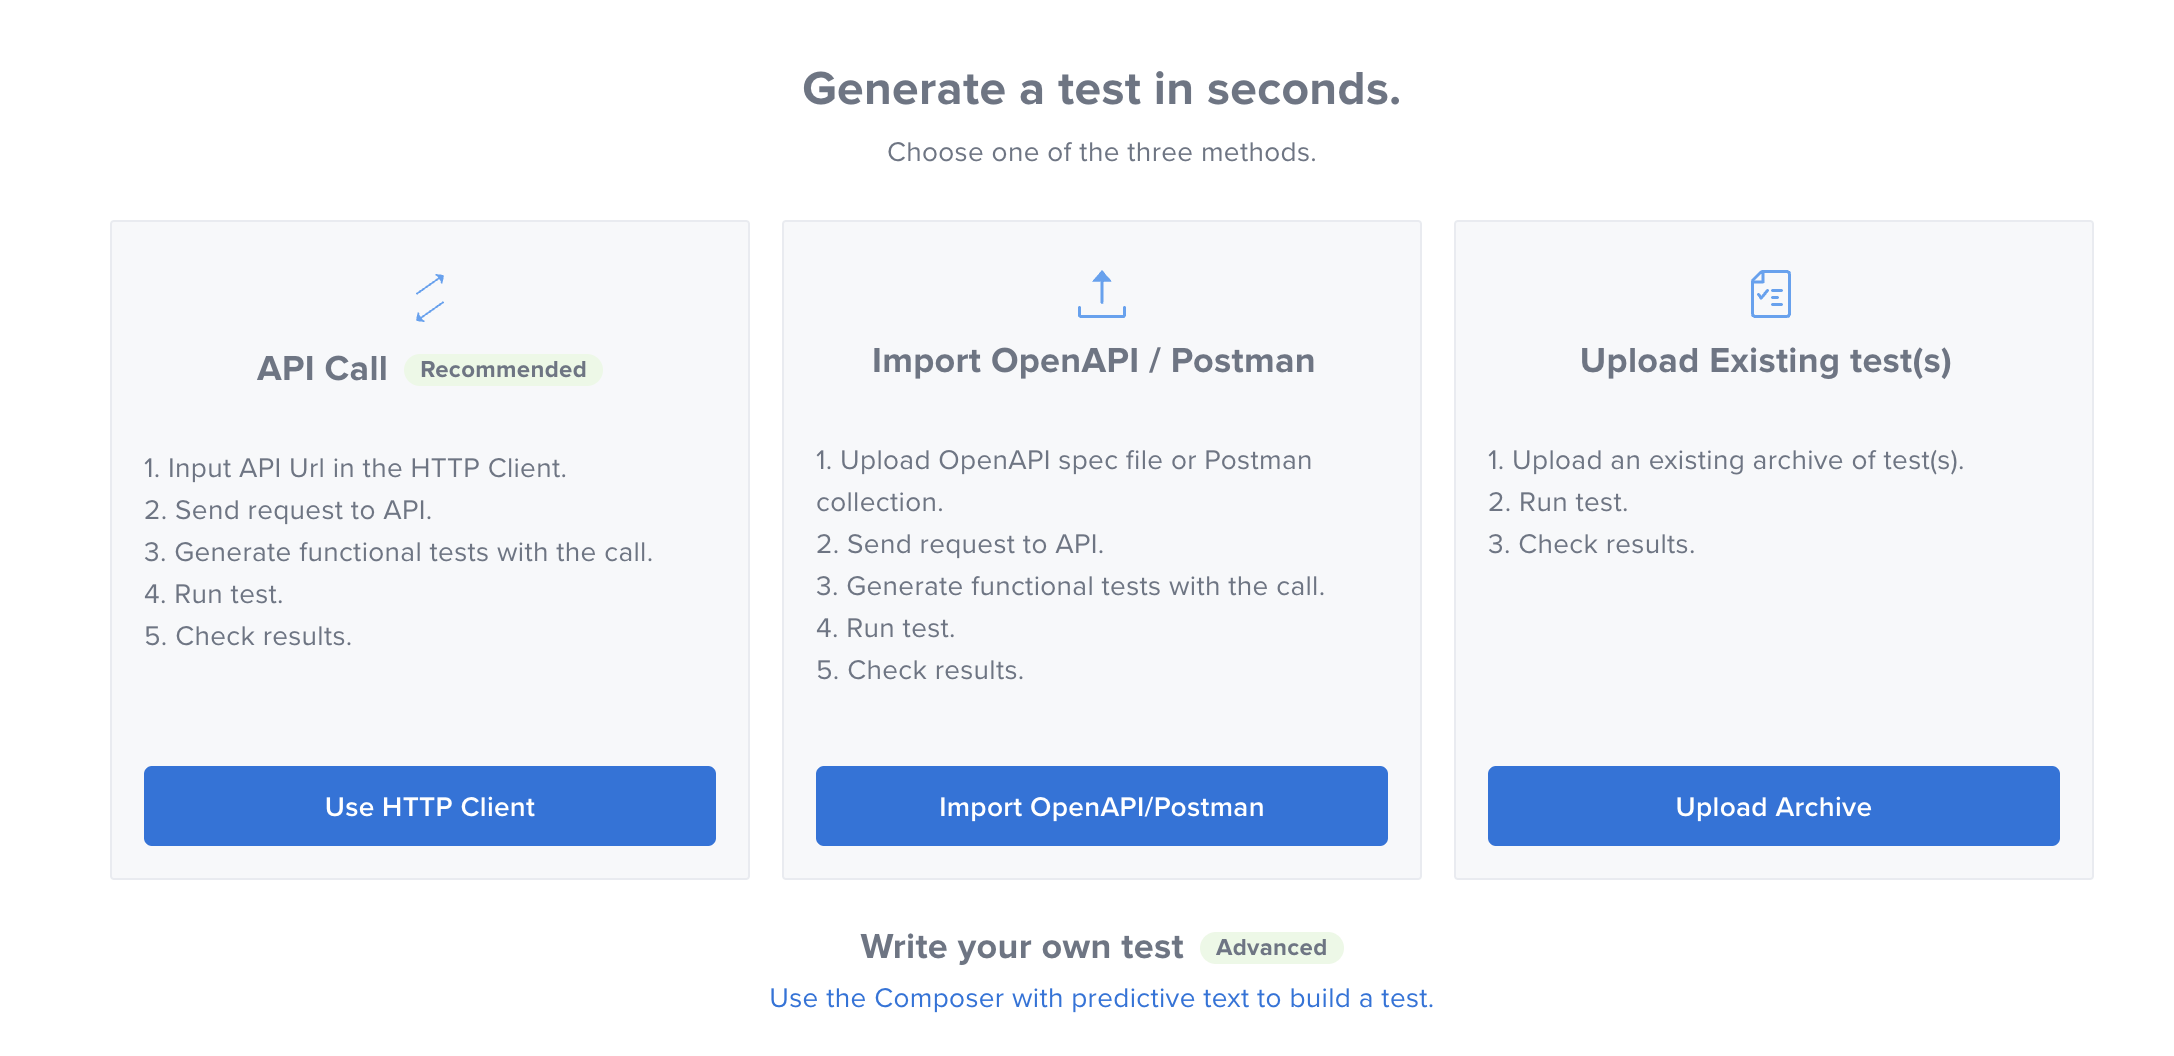 Generate a test in seconds.
Choose one of the three methods.
API Call Recommended
1. Input API Url in the HTTP Client.
2. Send request to API.
3. Generate functional tests with the call.
4. Run test.
5. Check results.
Use HTTP Client
Import OpenAPI / Postman
1. Upload OpenAPI spec file or Postman
collection.
2. Send request to API.
3. Generate functional tests with the call.
4. Run test.
5. Check results.
Import OpenAPI/Postman
Upload Existing test(s)
1. Upload an existing archive of test(s).
2. Run test.
3. Check results.
Upload Archive
Write your own test Advanced
Use the Composer with predictive text to build a test.